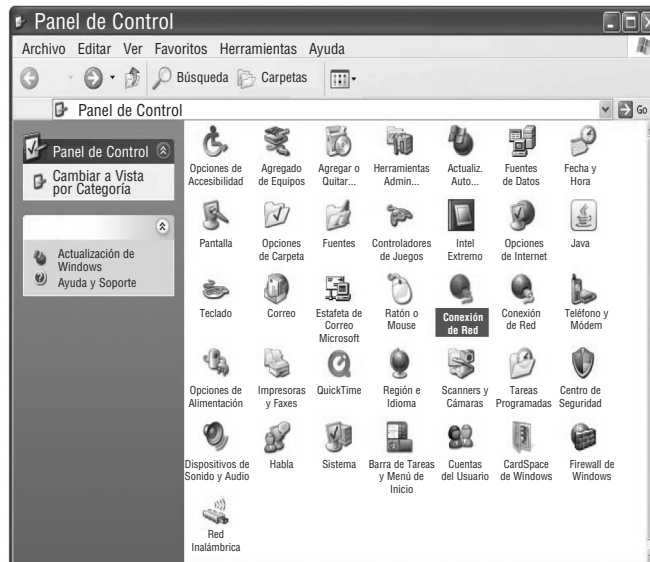 Panel de Control
Archivo Editar Ver Favoritos Herramientas Ayuda
Búsqueda Carpetas
Panel de Control
Go
Panel de Control
Cambiar a Vista
por Categoría
Actualización de
Windows
Ayuda y Soporte
Opciones de
Accesibilidad
Agregado
de Equipos
Agregar o
Quitar...
Herramientas
Admin...
Actualiz.
Auto...
Fuentes
de Datos
Fecha y
Hora
Pantalla
Opciones
de Carpeta
Fuentes
Controladores
de Juegos
Intel
Extremo
Opciones
de Internet
Java
Teclado
Correo
Estafeta de
Correo
Microsoft
Ratón o
Mouse
Conexión
de Red
Conexión
de Red
Teléfono y
Módem
Opciones de
Alimentación
Impresoras
y Faxes
QuickTime
Región e
Idioma
Scanners y
Cámaras
Tareas
Programadas
Centro de
Seguridad
Dispositivos de
Sonido y Audio
Habla
Sistema
Barra de Tareas
y Menú de
Inicio
Cuentas
del Usuario
CardSpace
de Windows
Firewall de
Windows
Red
Inalámbrica